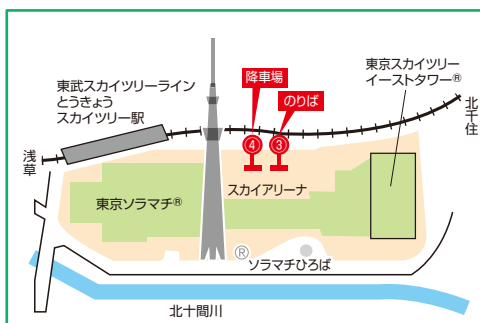 東武スカイツリーライン
とうきょう
スカイツリー駅
降車場
のりば
東京スカイツリー
イーストタワー®
北千住
浅草
④
③
スカイアリーナ
東京ソラマチ®
®
ソラマチひろば
北十間川